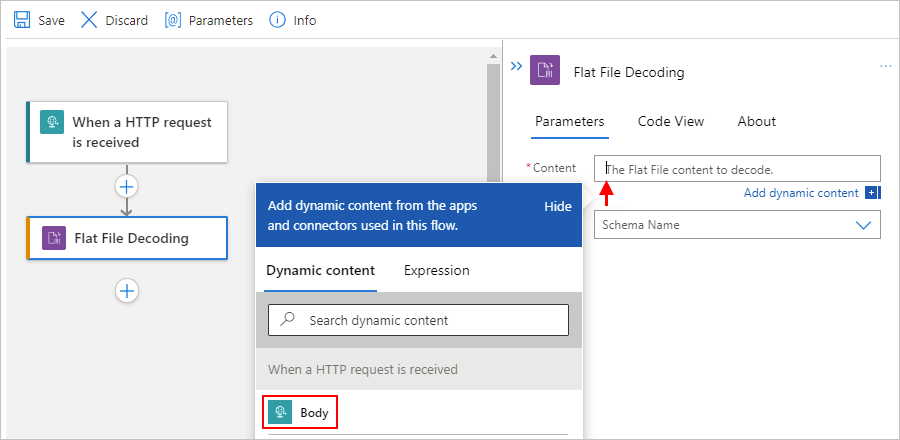 Save Discard Parameters Info
When a HTTP request
is received
Flat File Decoding
Add dynamic content from the apps
and connectors used in this flow.
Hide
Dynamic content Expression
Search dynamic content
When a HTTP request is received
Body
Flat File Decoding
Parameters Code View About
*Content
The Flat File content to decode.
Add dynamic content
Schema Name